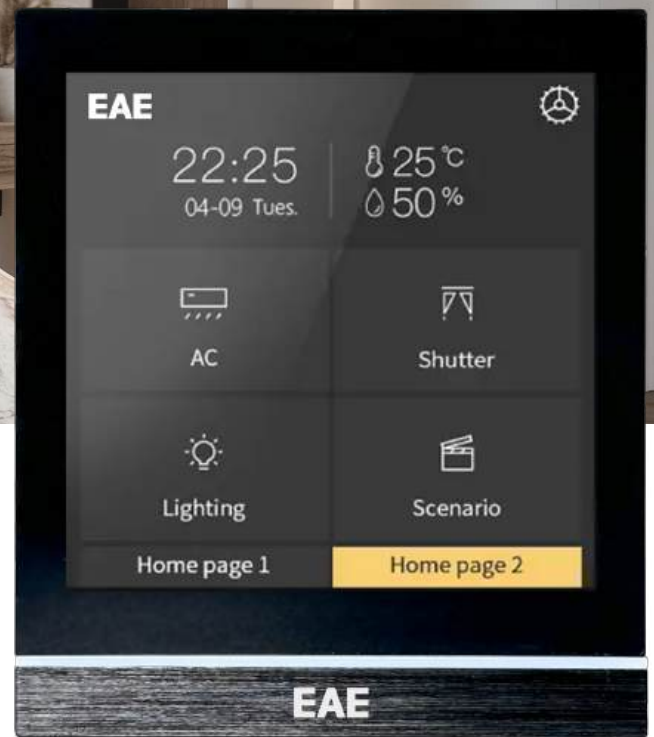 EAE
22:25
04-09 Tues.
25°C
50%
AC
Shutter
Lighting
Scenario
Home page 1
Home page 2
EAE